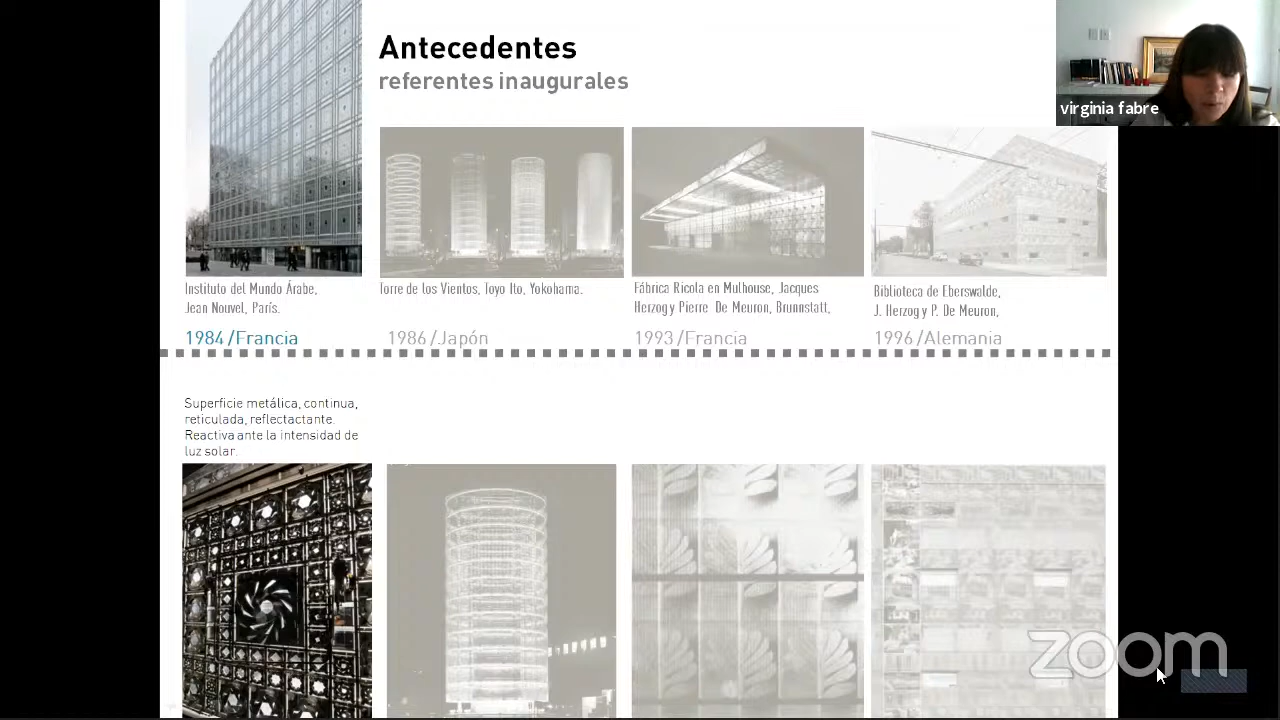 Antecedentes
referentes inaugurales
virginia fabre
Instituto del Mundo Árabe,
Jean Nouvel, París.
1984/Francia
Torre de los Vientos, Toyo Ito, Yokohama.
1986/Japón
Fábrica Ricola en Mulhouse, Jacques
Herzog y Pierre De Meuron, Brunnstatt,
1993/Francia
Biblioteca de Eberswalde,
J. Herzog y P. De Meuron,
1996/Alemania
Superficie metálica, continua,
reticulada, reflectactante.
Reactiva ante la intensidad de
luz solar.
zoom